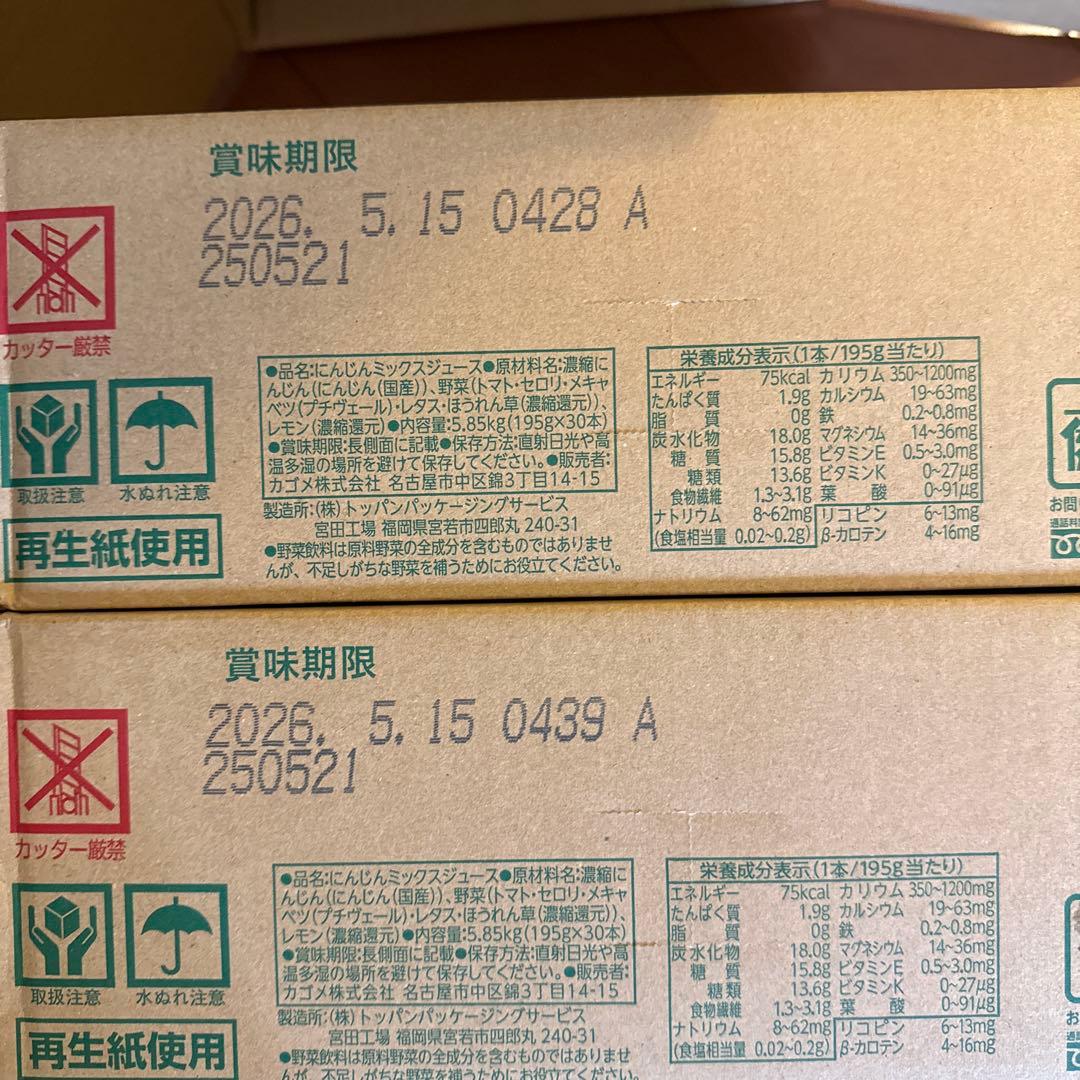 賞味期限
2026. 5. 15 0428 A
250521
カッター厳禁
取扱注意
水ぬれ注意
再生紙使用
●品名:にんじんミックスジュース●原材料名:濃縮に
んじん(にんじん(国産))、野菜(トマト・セロリ・メキャ
ベツ(プチヴェール)・レタス・ほうれん草(濃縮還元))、
レモン(濃縮還元)●内容量:5.85kg(195g×30本)
●賞味期限:長側面に記載●保存方法:直射日光や高
温多湿の場所を避けて保存してください。●販売者:
カゴメ株式会社 名古屋市中区錦3丁目14-15
製造所:(株)トッパンパッケージングサービス
宮田工場 福岡県宮若市四郎丸 240-31
●野菜飲料は原料野菜の全成分を含むものではありませ
んが、不足しがちな野菜を補うためにお役立てください。
栄養成分表示(1本/195g当たり)
エネルギー 75kcal カリウム 350~1200mg
たんぱく質 1.9g カルシウム 19~63mg
脂質 0g 鉄 0.2~0.8mg
炭水化物 18.0g マグネシウム 14~36mg
糖質 15.8g ビタミンE 0.5~3.0mg
糖類 13.6g ビタミンK 0~27μg
食物繊維 1.3~3.1g 葉酸 0~91μg
ナトリウム 8~62mg リコピン 6~13mg
(食塩相当量 0.02~0.2g) β-カロテン 4~16mg
お問
賞味期限
2026. 5. 15 0439 A
250521
カッター厳禁
取扱注意
水ぬれ注意
再生紙使用
●品名:にんじんミックスジュース●原材料名:濃縮に
んじん(にんじん(国産))、野菜(トマト・セロリ・メキャ
ベツ(プチヴェール)・レタス・ほうれん草(濃縮還元))、
レモン(濃縮還元)●内容量:5.85kg(195g×30本)
●賞味期限:長側面に記載●保存方法:直射日光や高
温多湿の場所を避けて保存してください。●販売者:
カゴメ株式会社 名古屋市中区錦3丁目14-15
製造所:(株)トッパンパッケージングサービス
宮田工場 福岡県宮若市四郎丸 240-31
●野菜飲料は原料野菜の全成分を含むものではありませ
んが、不足しがちな野菜を補うためにお役立てください。
栄養成分表示(1本/195g当たり)
エネルギー 75kcal カリウム 350~1200mg
たんぱく質 1.9g カルシウム 19~63mg
脂質 0g 鉄 0.2~0.8mg
炭水化物 18.0g マグネシウム 14~36mg
糖質 15.8g ビタミンE 0.5~3.0mg
糖類 13.6g ビタミンK 0~27μg
食物繊維 1.3~3.1g 葉酸 0~91μg
ナトリウム 8~62mg リコピン 6~13mg
(食塩相当量 0.02~0.2g) β-カロテン 4~16mg